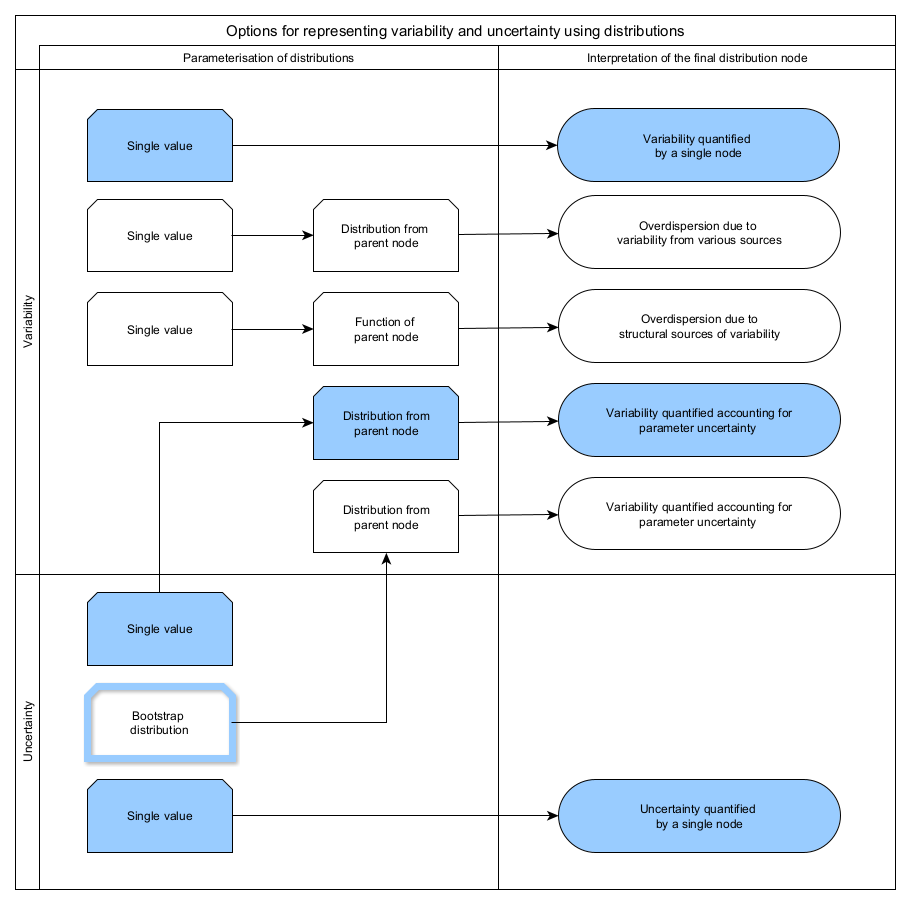 Options for representing variability and uncertainty using distributions
Parameterisation of distributions
Interpretation of the final distribution node
Variability
Single value
Variability quantified
by a single node
Single value
Distribution from
parent node
Overdispersion due to
variability from various sources
Single value
Function of
parent node
Overdispersion due to
structural sources of variability
Distribution from
parent node
Variability quantified accounting for
parameter uncertainty
Distribution from
parent node
Variability quantified accounting for
parameter uncertainty
Uncertainty
Single value
Bootstrap
distribution
Single value
Uncertainty quantified
by a single node